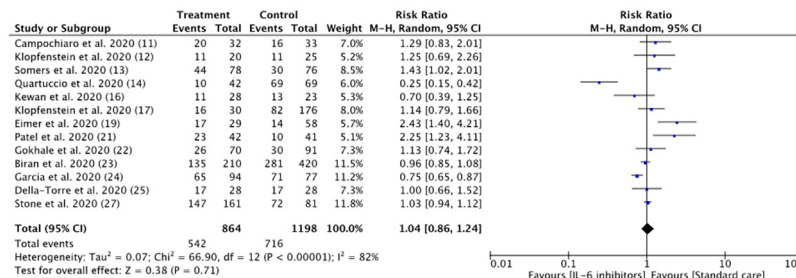 Treatment Control Risk Ratio Risk Ratio
Study or Subgroup Events Total Events Total Weight M-H, Random, 95% CI M-H, Random, 95% CI
Campochiaro et al. 2020 (11) 20 32 16 33 7.0% 1.29 [0.83, 2.01]
Klopfenstein et al. 2020 (12) 11 20 11 25 5.0% 1.25 [0.69, 2.26]
Somers et al. 2020 (13) 44 78 30 76 8.5% 1.43 [1.02, 2.01]
Quartuccio et al. 2020 (14) 10 42 69 69 5.8% 0.25 [0.15, 0.42]
Kewan et al. 2020 (16) 11 28 13 23 5.3% 0.70 [0.39, 1.25]
Klopfenstein et al. 2020 (17) 16 30 82 176 8.1% 1.14 [0.79, 1.66]
Eimer et al. 2020 (19) 17 29 14 58 5.6% 2.43 [1.40, 4.21]
Patel et al. 2020 (21) 23 42 10 41 5.0% 2.25 [1.23, 4.11]
Gokhale et al. 2020 (22) 26 70 30 91 7.3% 1.13 [0.74, 1.72]
Biran et al. 2020 (23) 135 210 281 420 11.5% 0.96 [0.85, 1.08]
Garcia et al. 2020 (24) 65 94 71 77 11.2% 0.75 [0.65, 0.87]
Della-Torre et al. 2020 (25) 17 28 17 28 7.3% 1.00 [0.66, 1.52]
Stone et al. 2020 (27) 147 161 72 81 11.8% 1.03 [0.94, 1.12]
Total (95% CI) 864 1198 100.0% 1.04 [0.86, 1.24]
Total events 542 716
Heterogeneity: Tau² = 0.07; Chi² = 66.90, df = 12 (P < 0.00001); I² = 82%
Test for overall effect: Z = 0.38 (P = 0.71)
0.01 0.1 1 10
Favours [IL-6 inhibitors] Favours [Standard care]